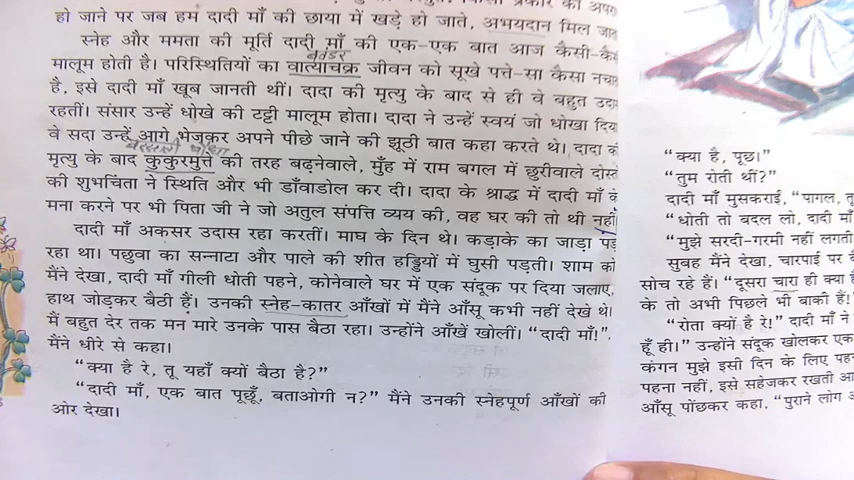 हो जाने पर जब हम दादी माँ की छाया में खड़े हो जाते, अभयदान मिल
स्नेह और ममता की मूर्ति दादी माँ की एक-एक बात आज
बवंडर
मालूम होती है। परिस्थितियों का वात्याचक्र जीवन को सूखे पत्ते-सा कैसा
है, इसे दादी माँ खूब जानती थीं। दादा की मृत्यु के बाद से ही वे बहुत
रहतीं। संसार उन्हें धोखे की टट्टी मालूम होता। दादा ने उन्हें स्वयं जो धोखा
वे सदा उन्हें आगे भेजकर अपने पीछे जाने की झूठी बात कहा करते थे। दादा
मृत्यु के बाद कुकुरमुत्ते की तरह बढ़नेवाले, मुँह में राम बगल में छुरीवाले
की शुभचिंता ने स्थिति और भी डाँवाडोल कर दी। दादा के श्राद्ध में दादी माँ के
मना करने पर भी पिता जी ने जो अतुल संपत्ति व्यय की, वह घर की तो थी नहीं।
दादी माँ अकसर उदास रहा करतीं। माघ के दिन थे। कड़ाके का जाड़ा पड़
रहा था। पछुवा का सन्नाटा और पाले की शीत हड्डियों में घुसी पड़ती। शाम को
मैंने देखा, दादी माँ गीली धोती पहने, कोनेवाले घर में एक संदूक पर दिया जलाए,
हाथ जोड़कर बैठी हैं। उनकी स्नेह-कातर आँखों में मैंने आँसू कभी नहीं देखे थे।
मैं बहुत देर तक मन मारे उनके पास बैठा रहा। उन्होंने आँखें खोलीं। “दादी माँ!”,
मैंने धीरे से कहा।
“क्या है रे, तू यहाँ क्यों बैठा है?”
“दादी माँ, एक बात पूछूँ, बताओगी न?” मैंने उनकी स्नेहपूर्ण आँखों की
ओर देखा।
“क्या है, पूछ।”
“तुम रोती थीं?”
दादी माँ मुसकराईं, “पागल,
“धोती तो बदल लो, दादी माँ
“मुझे सरदी-गरमी नहीं लगती
सुबह मैंने देखा, चारपाई पर
सोच रहे हैं। “दूसरा चारा ही क्या
के तो अभी पिछले भी बाकी हैं!
“रोता क्यों है रे!” दादी माँ ने
हूँ ही।” उन्होंने संदूक खोलकर एक
कंगन मुझे इसी दिन के लिए
पहना नहीं, इसे सहेजकर रखती
आँसू पोंछकर कहा, “पुराने लोग